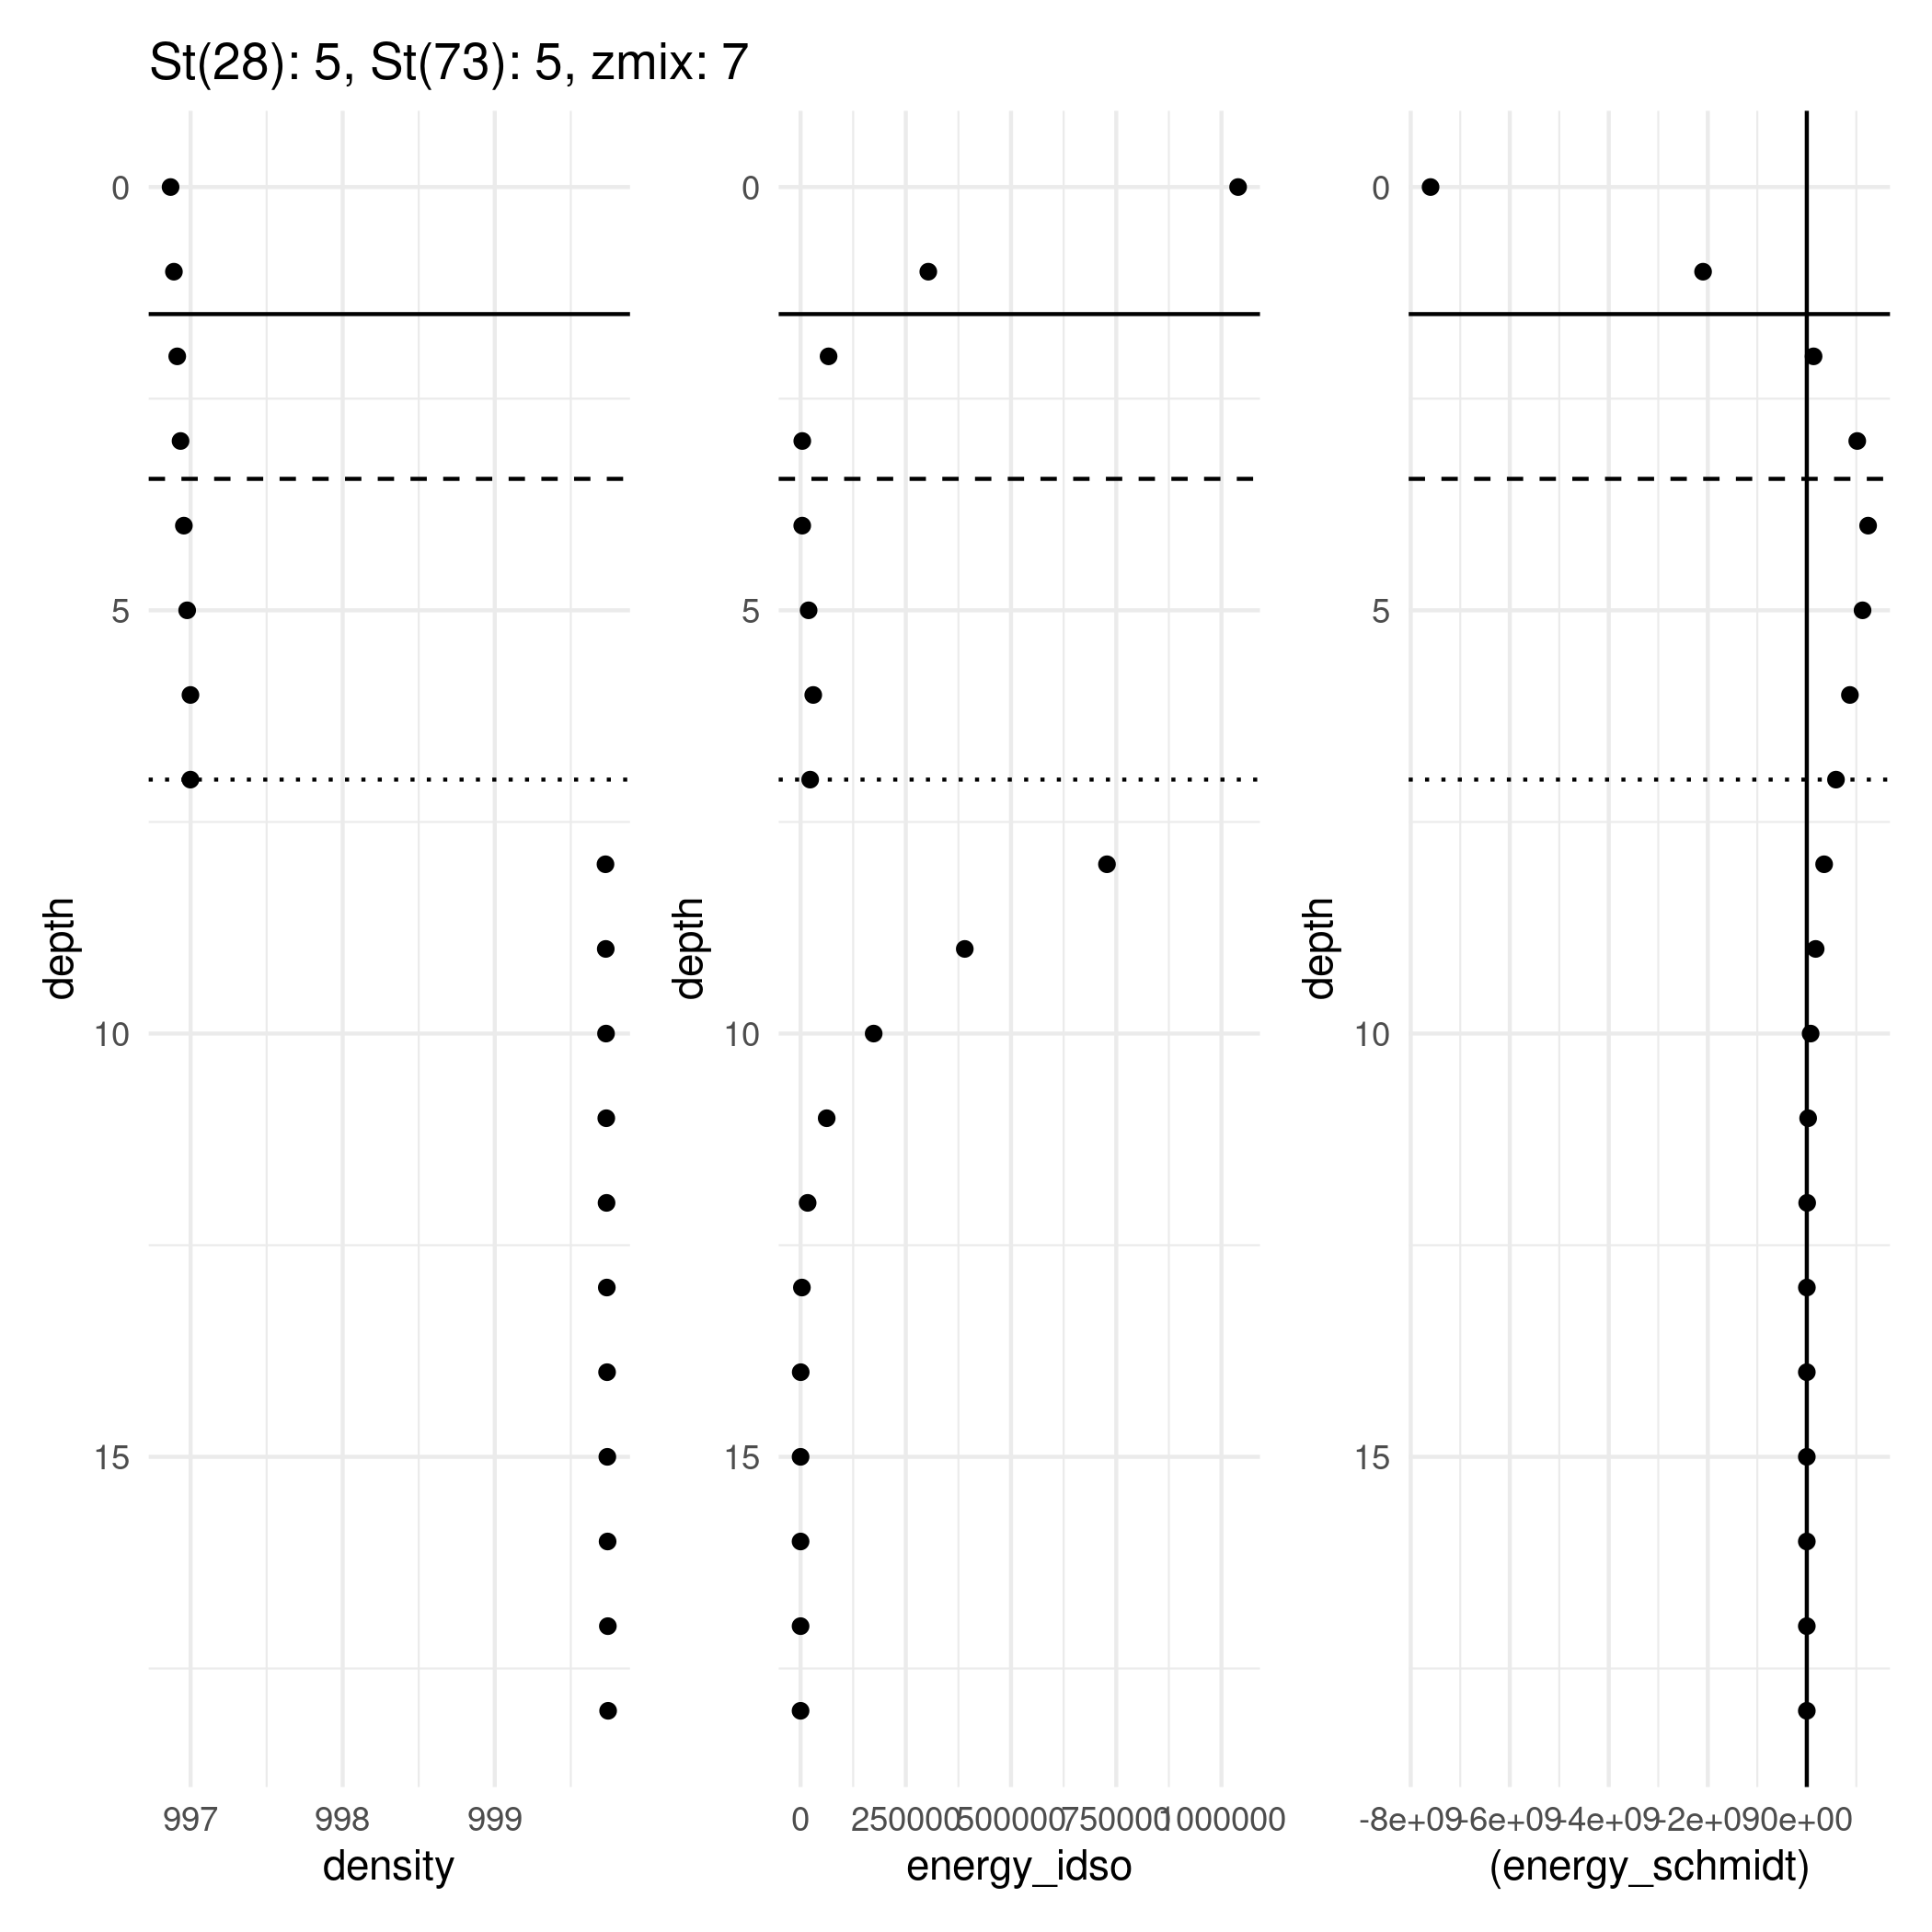 St(28): 5, St(73): 5, zmix: 7
0
5
10
15
depth
997 998 999
density
0
5
10
15
depth
0 250000 500000 750000 1000000
energy_idso
0
5
10
15
depth
-8e+09 -6e+09 -4e+09 -2e+09 0e+00
(energy_schmidt)